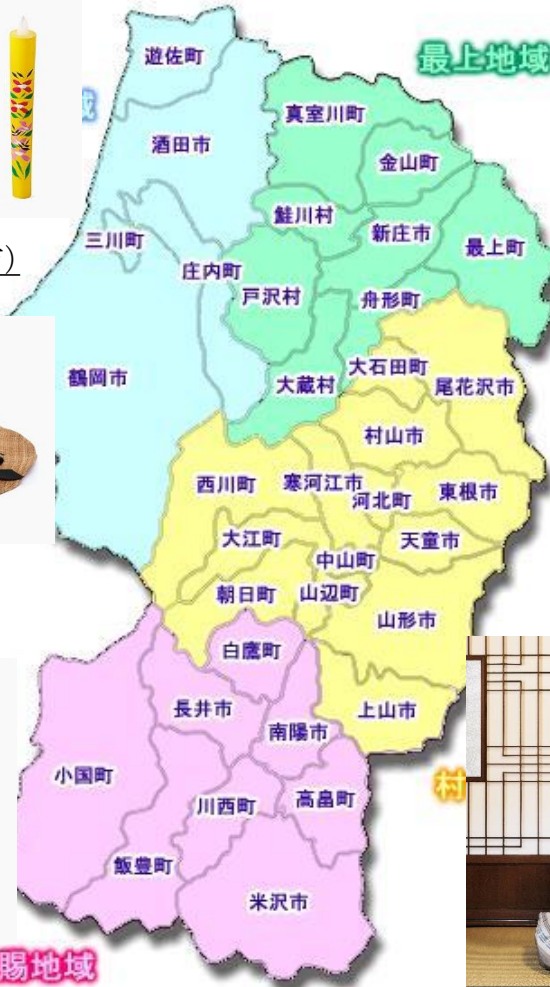 遊佐町
最上地域
域
真室川町
酒田市
金山町
鮭川村
新庄市
三川町
最上町
庄内町
戸沢村
舟形町
大石田町
鶴岡市
大蔵村
尾花沢市
村山市
西川町
寒河江市
河北町
東根市
大江町
天童市
中山町
朝日町
山辺町
山形市
白鷹町
長井市
上山市
南陽市
小国町
川西町
高畠町
村
飯豊町
米沢市
賜地域